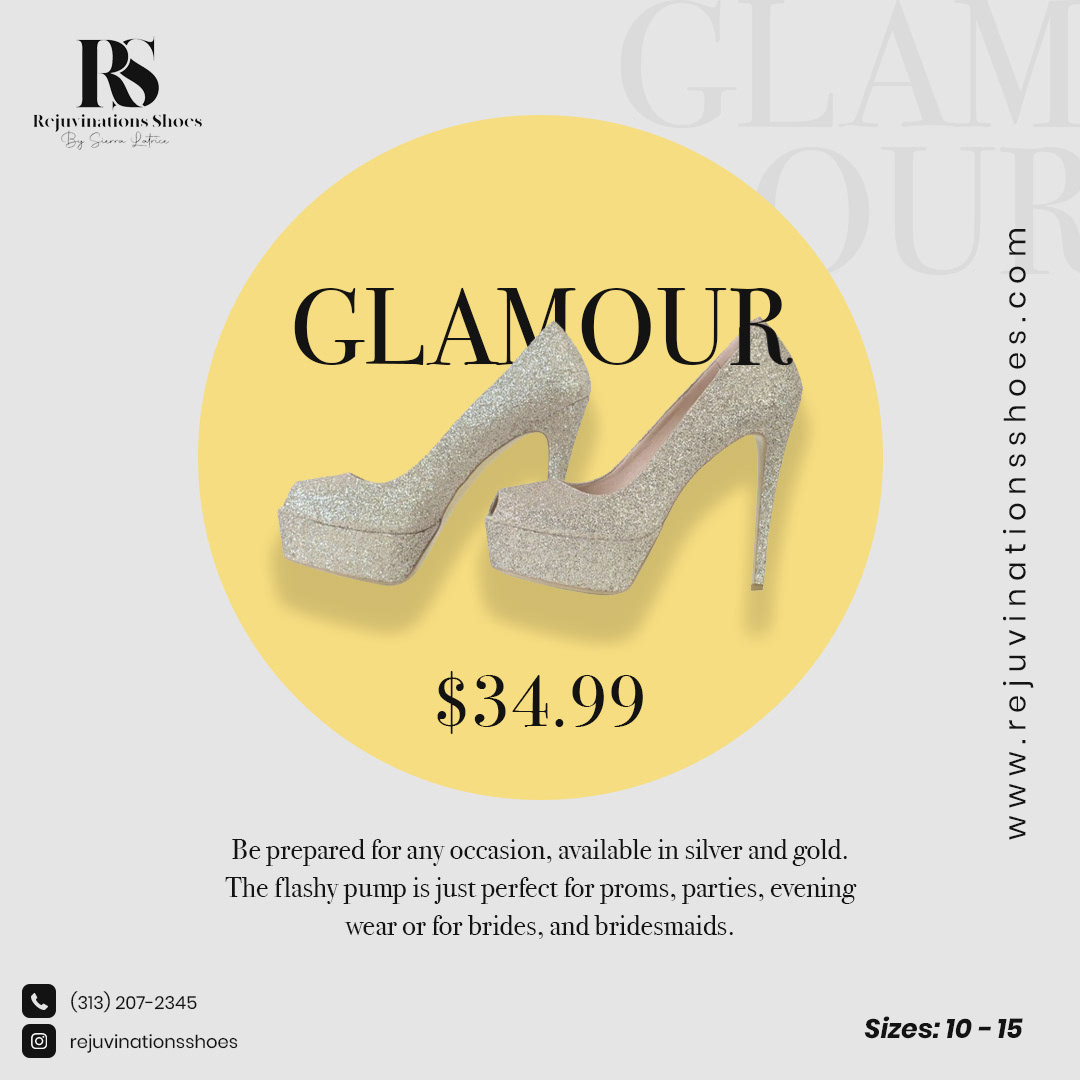 RS
Rejuvinations Shoes
By Sierra Latrice
GLAM
OUR
GLAMOUR
$34.99
www.rejuvinationsshoes.com
Be prepared for any occasion, available in silver and gold.
The flashy pump is just perfect for proms, parties, evening
wear or for brides, and bridesmaids.
(313) 207-2345
rejuvinationsshoes
Sizes: 10 - 15